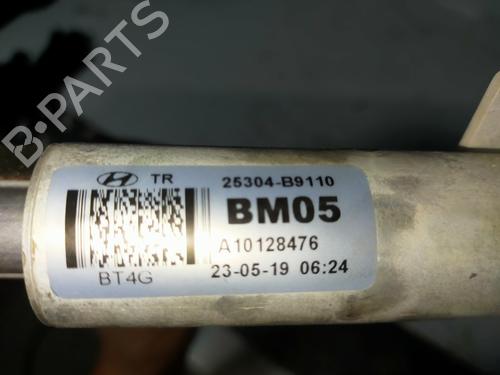 B-PARTS
TR 25304-B9110
BM05
A10128476
BT4G 23-05-19 06:24